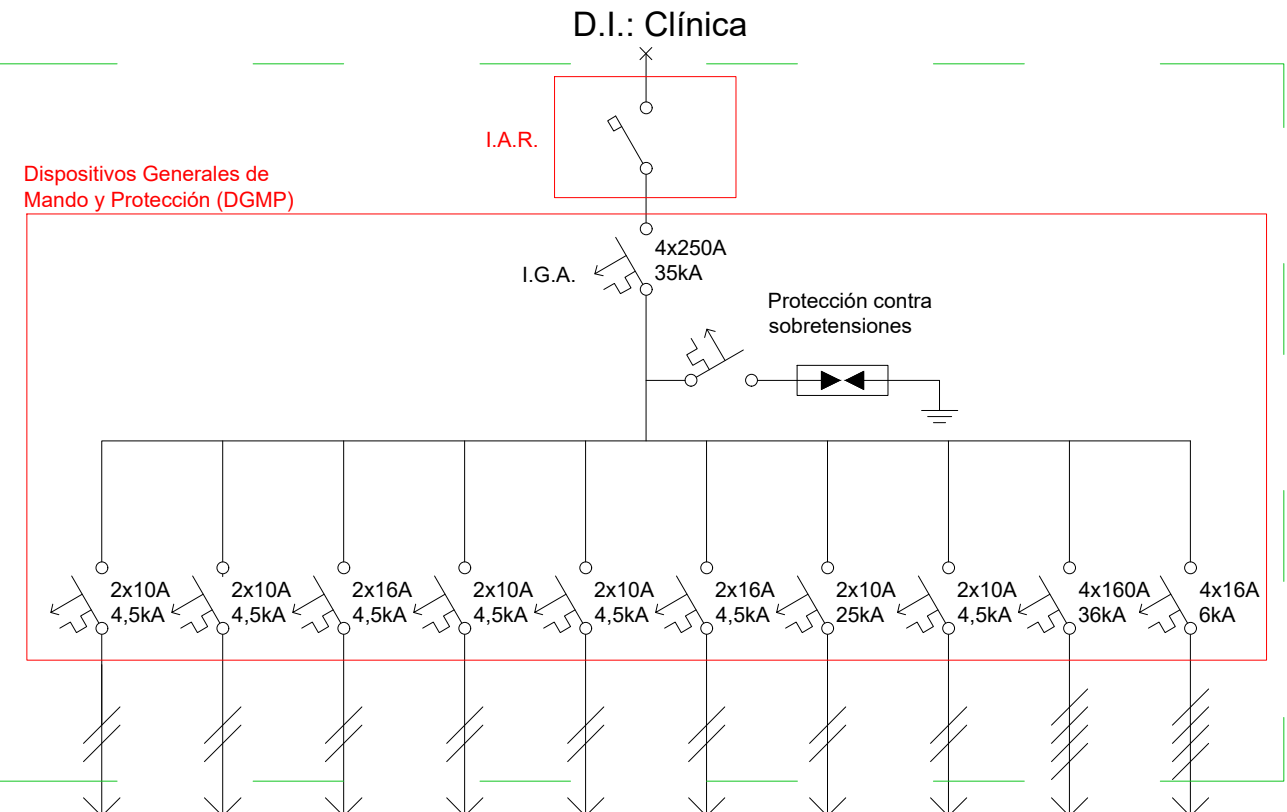 D.I.: Clínica
I.A.R.
Dispositivos Generales de
Mando y Protección (DGMP)
4x250A
35kA
I.G.A.
Protección contra
sobretensiones
2x10A
4,5kA
2x10A
4,5kA
2x16A
4,5kA
2x10A
4,5kA
2x10A
4,5kA
2x16A
4,5kA
2x10A
25kA
2x10A
4,5kA
4x160A
36kA
4x16A
6kA